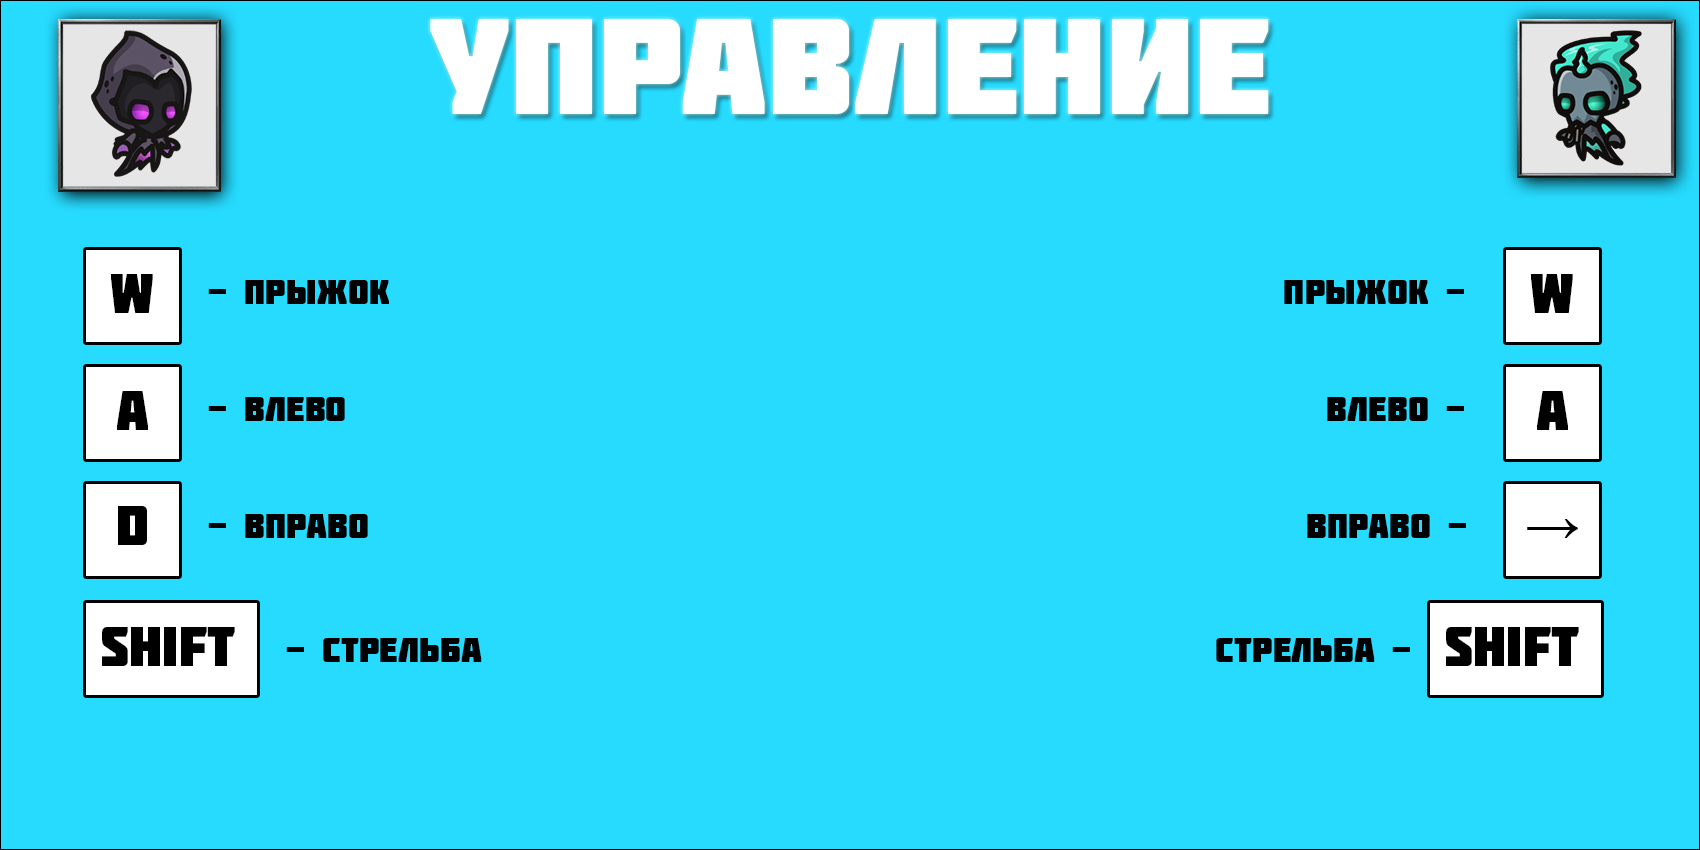 УПРАВЛЕНИЕ
W - ПРЫЖОК
ПРЫЖОК - W
A - ВЛЕВО
ВЛЕВО - A
D - ВПРАВО
ВПРАВО - →
SHIFT - СТРЕЛЬБА
СТРЕЛЬБА - SHIFT